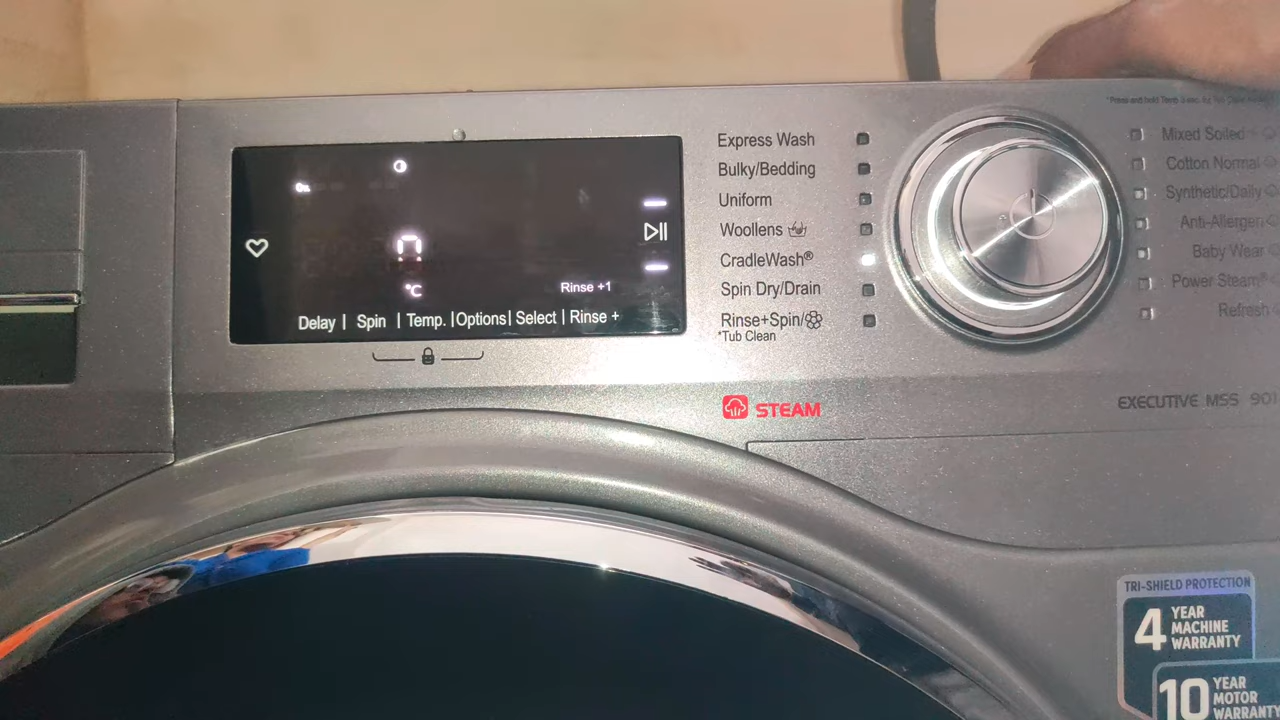 Express Wash
Bulky/Bedding
Uniform
Woollens
CradleWash®
Spin Dry/Drain
Rinse+Spin/
*Tub Clean
Mixed Soiled
Cotton Normal
Synthetic/Daily
Anti-Allergen
Baby Wear
Power Steam®
Refresh
°C
Rinse +1
Delay | Spin | Temp. |Options| Select | Rinse +
STEAM
EXECUTIVE MSS 901
TRI-SHIELD PROTECTION
4 YEAR
MACHINE
WARRANTY
10 YEAR
MOTOR
WARRANTY